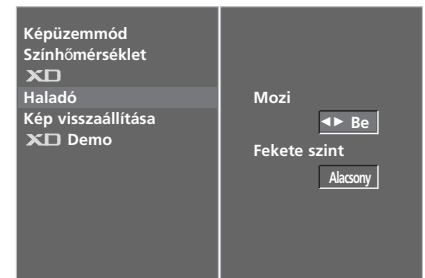 Képüzemmód
Színhőmérséklet
XD
Haladó
Kép visszaállítása
XD Demo
Mozi
◄► Be
Fekete szint
Alacsony